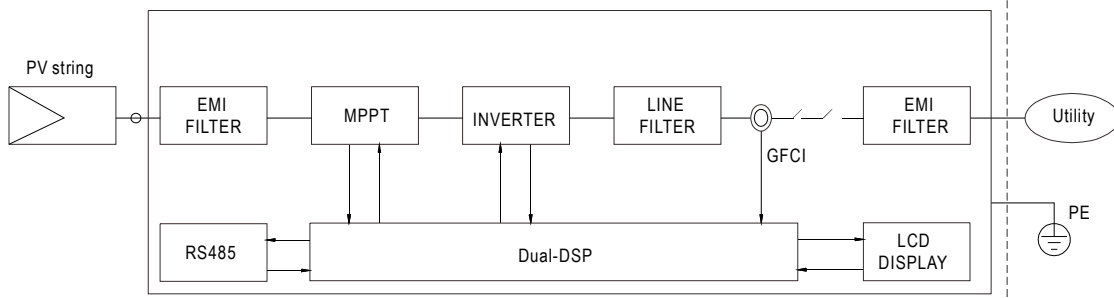 PV string
EMI
FILTER
MPPT
INVERTER
LINE
FILTER
GFCI
EMI
FILTER
Utility
PE
RS485
Dual-DSP
LCD
DISPLAY